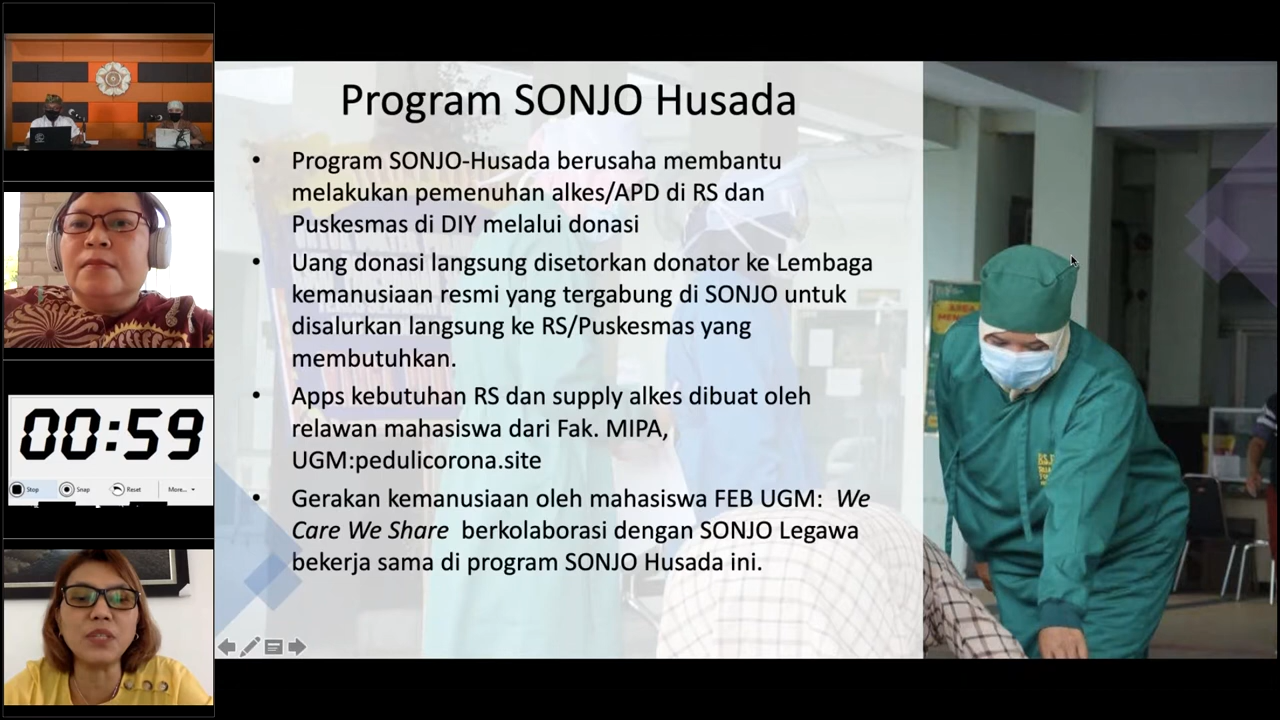 Program SONJO Husada
• Program SONJO-Husada berusaha membantu
melakukan pemenuhan alkes/APD di RS dan
Puskesmas di DIY melalui donasi
• Uang donasi langsung disetorkan donator ke Lembaga
kemanusiaan resmi yang tergabung di SONJO untuk
disalurkan langsung ke RS/Puskesmas yang
membutuhkan.
• Apps kebutuhan RS dan supply alkes dibuat oleh
relawan mahasiswa dari Fak. MIPA,
UGM:pedulicorona.site
• Gerakan kemanusiaan oleh mahasiswa FEB UGM: We
Care We Share berkolaborasi dengan SONJO Legawa
bekerja sama di program SONJO Husada ini.
00:59
Stop Snap Reset More...